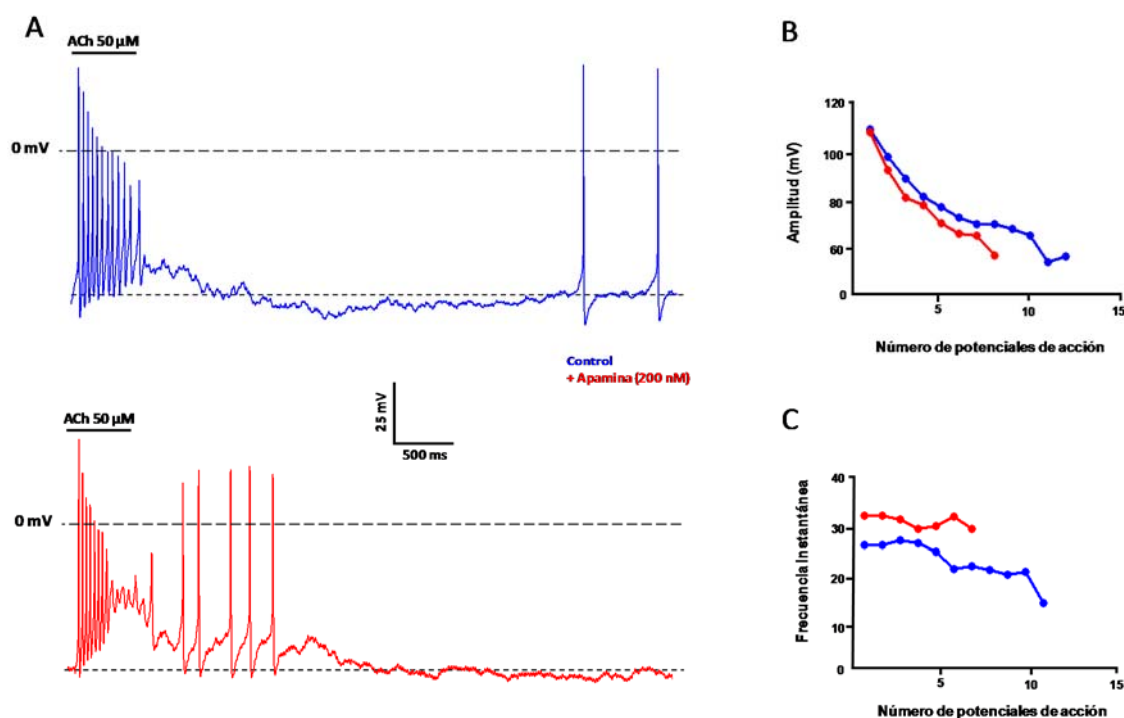 A
ACh 50 µM
0 mV
Control
+ Apamina (200 nM)
25 mV
500 ms
ACh 50 µM
0 mV
B
Amplitud (mV)
120
100
80
60
0
5
10
15
Número de potenciales de acción
C
Frecuencia Instantánea
40
30
20
10
0
5
10
15
Número de potenciales de acción